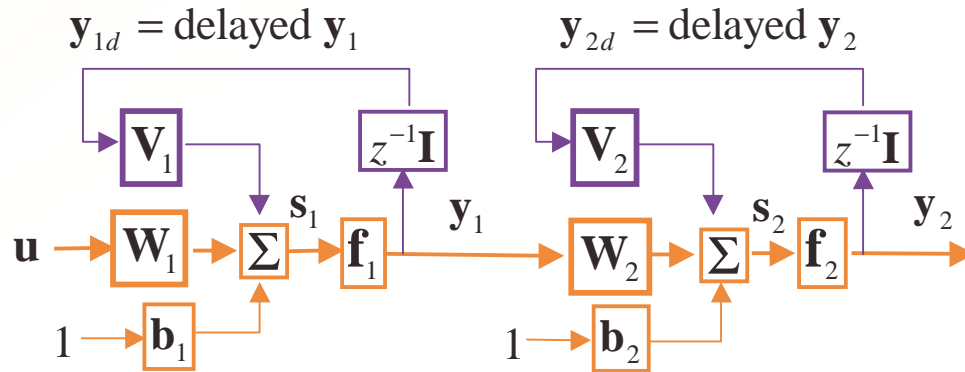 y₁d = delayed y₁ y₂d = delayed y₂
V₁ z⁻¹I V₂ z⁻¹I
s₁ y₁ s₂ y₂
u W₁ Σ f₁ W₂ Σ f₂
1 b₁ 1 b₂